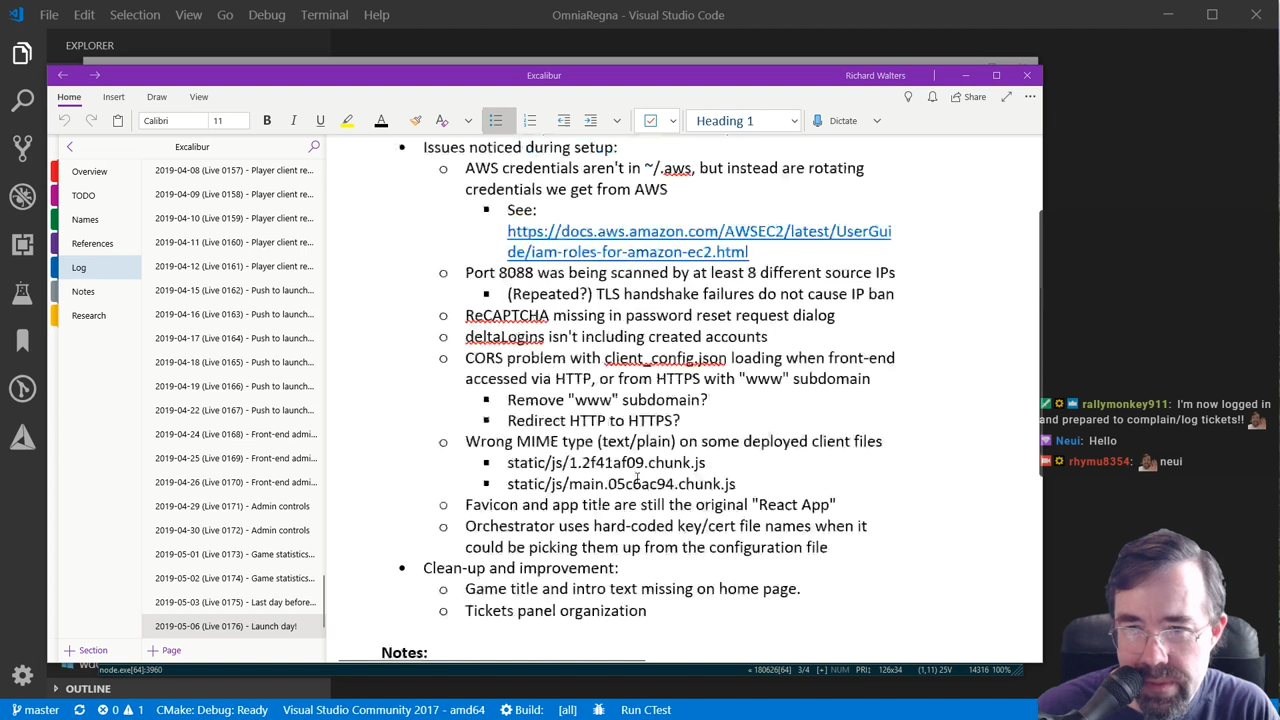 File Edit Selection View Go Debug Terminal Help OmniaRegna - Visual Studio Code
EXPLORER
Excalibur Richard Walters
Home Insert Draw View Share
Calibri 11 B I U A Heading 1 Dictate
Excalibur
Overview
TODO
Names
References
Log
Notes
Research
Section
2019-04-08 (Live 0157) - Player client re...
2019-04-09 (Live 0158) - Player client re...
2019-04-10 (Live 0159) - Player client re...
2019-04-11 (Live 0160) - Player client re...
2019-04-12 (Live 0161) - Player client re...
2019-04-15 (Live 0162) - Push to launch...
2019-04-16 (Live 0163) - Push to launch...
2019-04-17 (Live 0164) - Push to launch...
2019-04-18 (Live 0165) - Push to launch...
2019-04-19 (Live 0166) - Push to launch...
2019-04-22 (Live 0167) - Push to launch...
2019-04-24 (Live 0168) - Front-end adm...
2019-04-25 (Live 0169) - Front-end adm...
2019-04-26 (Live 0170) - Front-end adm...
2019-04-29 (Live 0171) - Admin controls
2019-04-30 (Live 0172) - Admin controls
2019-05-01 (Live 0173) - Game statistics...
2019-05-02 (Live 0174) - Game statistics...
2019-05-03 (Live 0175) - Last day before...
2019-05-06 (Live 0176) - Launch day!
Page
• Issues noticed during setup:
o AWS credentials aren't in ~/.aws, but instead are rotating
credentials we get from AWS
▪ See:
https://docs.aws.amazon.com/AWSEC2/latest/UserGui
de/iam-roles-for-amazon-ec2.html
o Port 8088 was being scanned by at least 8 different source IPs
▪ (Repeated?) TLS handshake failures do not cause IP ban
o ReCAPTCHA missing in password reset request dialog
o deltaLogins isn't including created accounts
o CORS problem with client_config.json loading when front-end
accessed via HTTP, or from HTTPS with "www" subdomain
▪ Remove "www" subdomain?
▪ Redirect HTTP to HTTPS?
o Wrong MIME type (text/plain) on some deployed client files
▪ static/js/1.2f41af09.chunk.js
▪ static/js/main.05c6ac94.chunk.js
o Favicon and app title are still the original "React App"
o Orchestrator uses hard-coded key/cert file names when it
could be picking them up from the configuration file
• Clean-up and improvement:
o Game title and intro text missing on home page.
o Tickets panel organization
Notes:
rallymonkey911: I'm now logged in
and prepared to complain/log tickets!!
Neui: Hello
rhymu8354: neui
node.exe[64]:3960 « 180626[64] 3/4 [+] NUM PRI: 126x34 (1,11) 25V 14316 100%
OUTLINE
master 0 1 CMake: Debug: Ready Visual Studio Community 2017 - amd64 Build: [all] Run CTest